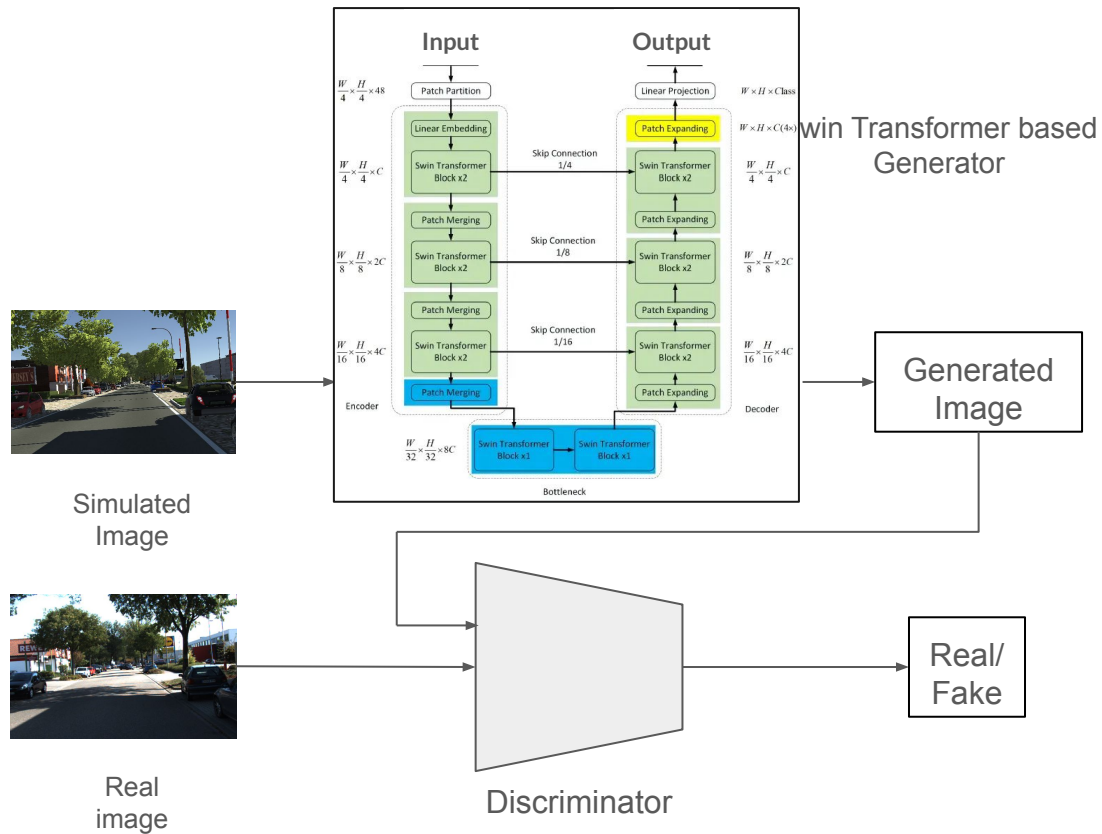 Input
Output
W/4 × H/4 × 48
Patch Partition
Linear Projection
W × H × Class
Linear Embedding
Patch Expanding
W × H × C(4×)
win Transformer based
Generator
W/4 × H/4 × C
Swin Transformer
Block x2
Skip Connection
1/4
Swin Transformer
Block x2
W/4 × H/4 × C
Patch Merging
Patch Expanding
W/8 × H/8 × 2C
Swin Transformer
Block x2
Skip Connection
1/8
Swin Transformer
Block x2
W/8 × H/8 × 2C
Patch Merging
Patch Expanding
W/16 × H/16 × 4C
Swin Transformer
Block x2
Skip Connection
1/16
Swin Transformer
Block x2
W/16 × H/16 × 4C
Patch Merging
Patch Expanding
Encoder
Decoder
W/32 × H/32 × 8C
Swin Transformer
Block x1
Swin Transformer
Block x1
Bottleneck
Simulated
Image
Generated
Image
REWE
Real
image
Discriminator
Real/
Fake